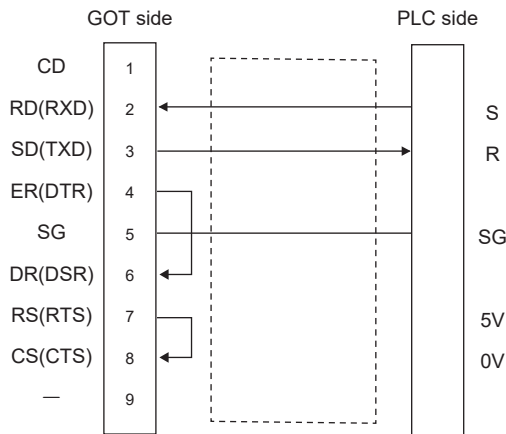 GOT side PLC side
CD 1
RD(RXD) 2 S
SD(TXD) 3 R
ER(DTR) 4
SG 5 SG
DR(DSR) 6
RS(RTS) 7 5V
CS(CTS) 8 0V
— 9